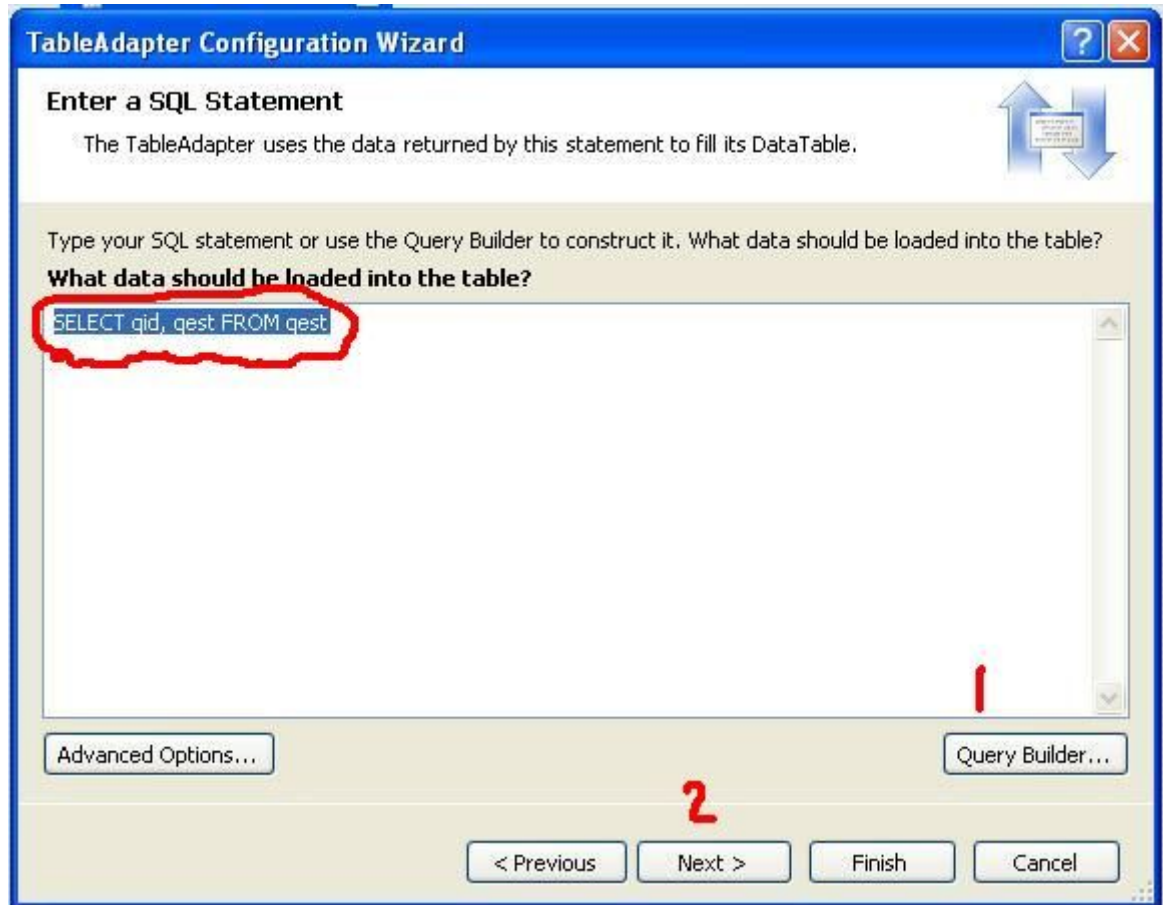 TableAdapter Configuration Wizard
Enter a SQL Statement
The TableAdapter uses the data returned by this statement to fill its DataTable.
Type your SQL statement or use the Query Builder to construct it. What data should be loaded into the table?
What data should be loaded into the table?
SELECT qid, qest FROM qest
1
Advanced Options...
Query Builder...
2
< Previous
Next >
Finish
Cancel